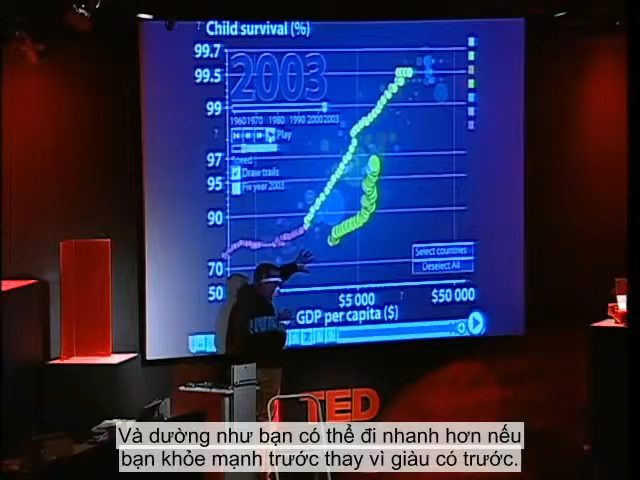 Child survival (%)
99.7
99.5
2003
99
1960 1970 1980 1990 2000 2003
Play
97
Speed
Draw trails
95
Fix year 2003
90
Select countries
Deselect All
70
50
$5 000
$50 000
GDP per capita ($)
TED
Và dường như bạn có thể đi nhanh hơn nếu
bạn khỏe mạnh trước thay vì giàu có trước.